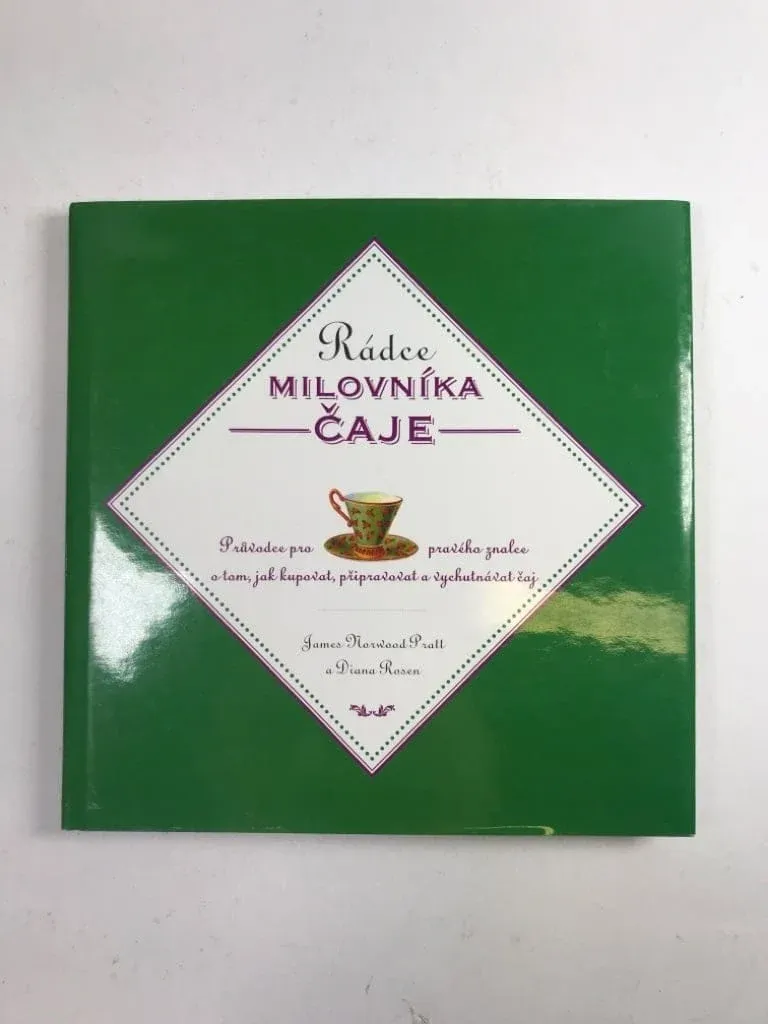 Rádce
MILOVNÍKA
ČAJE
Průvodce pro pravého znalce
o tom, jak kupovat, připravovat a vychutnávat čaj
James Norwood Pratt
a Diana Rosen